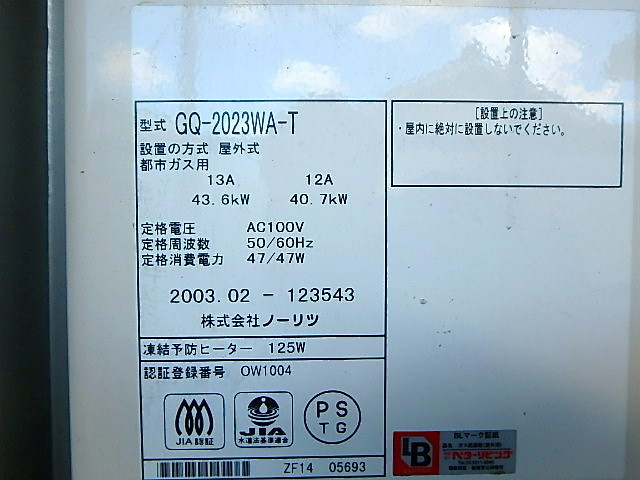 型式 GQ-2023WA-T
設置の方式 屋外式
都市ガス用
13A 12A
43.6kW 40.7kW
定格電圧 AC100V
定格周波数 50/60Hz
定格消費電力 47/47W
2003.02 - 123543
株式会社ノーリツ
凍結予防ヒーター 125W
認証登録番号 OW1004
JIA認証
JIA
水道法基準適合
PS
TG
ZF14 05693
[設置上の注意]
・屋内に絶対に設置しないでください。
LB
BLマーク証紙
ベターリビング